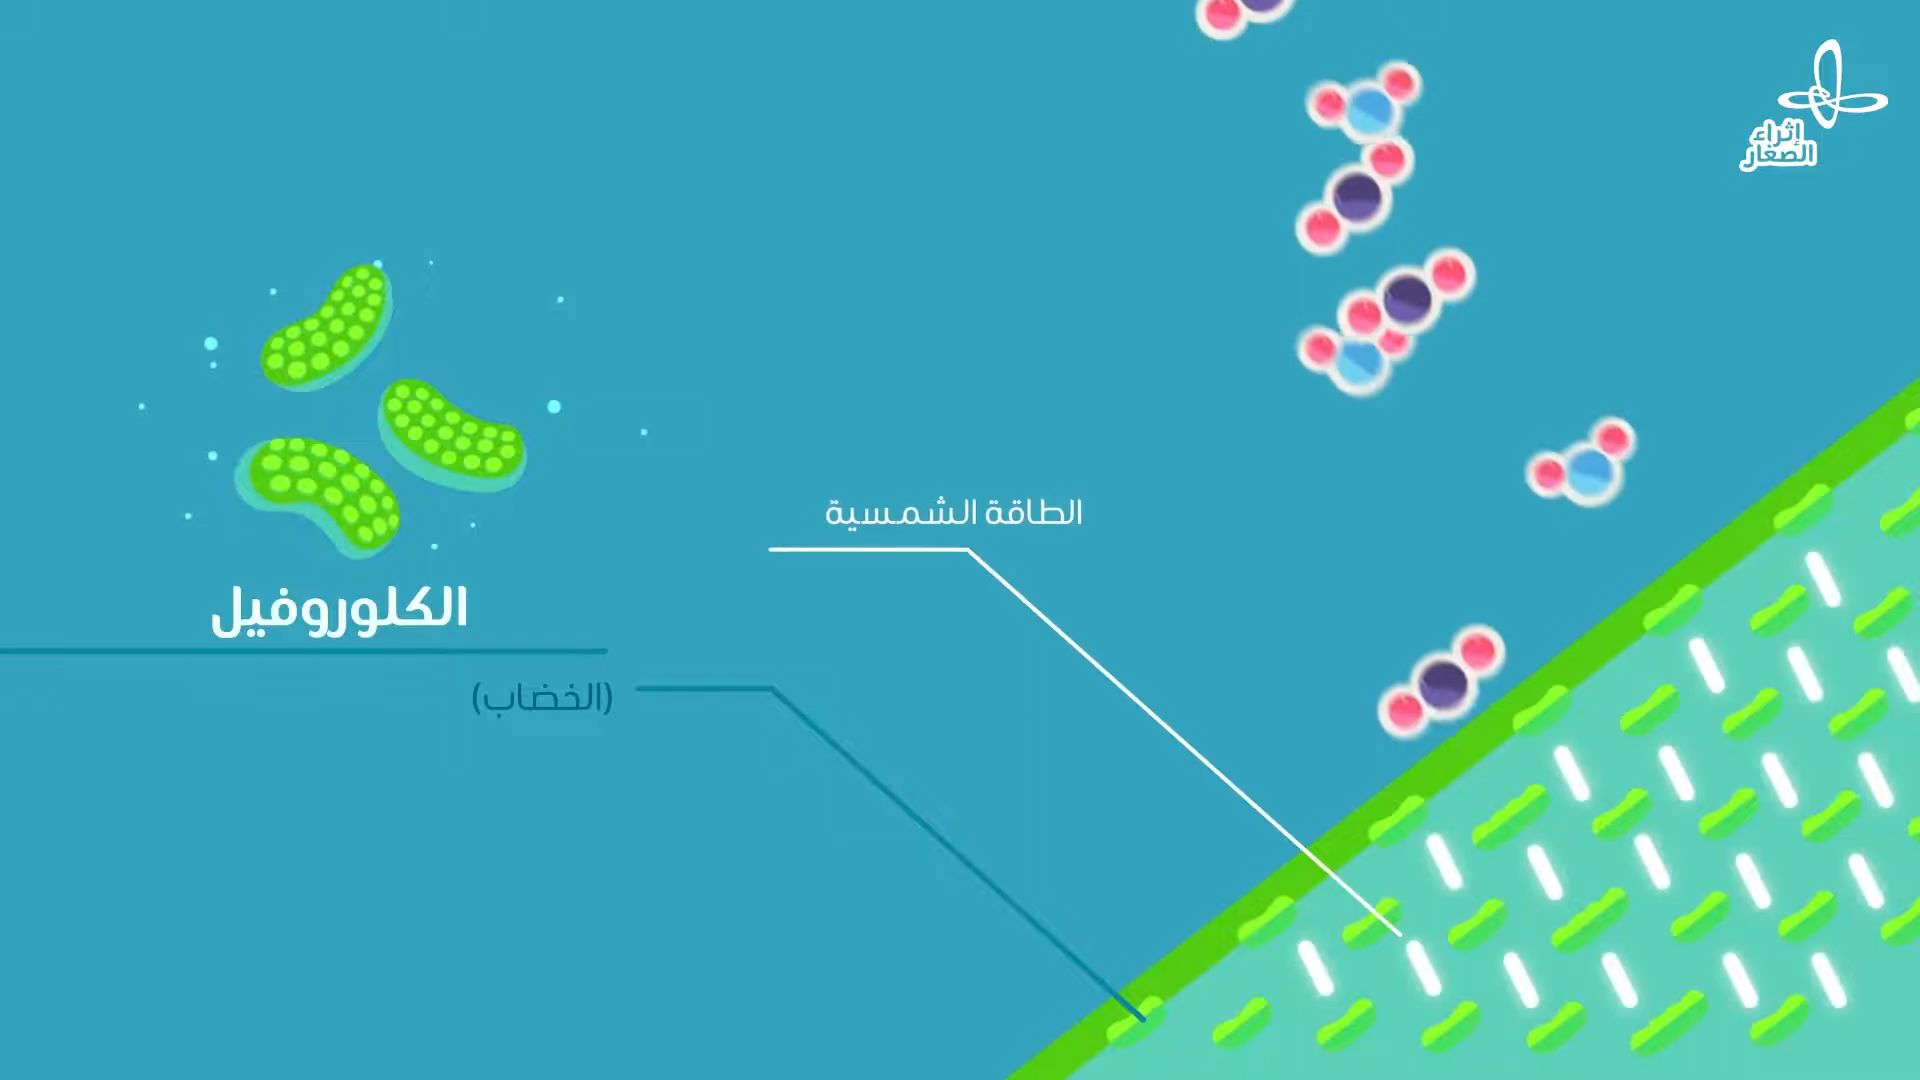 إثراء
الصغار
الطاقة الشمسية
الكلوروفيل
(الخضاب)